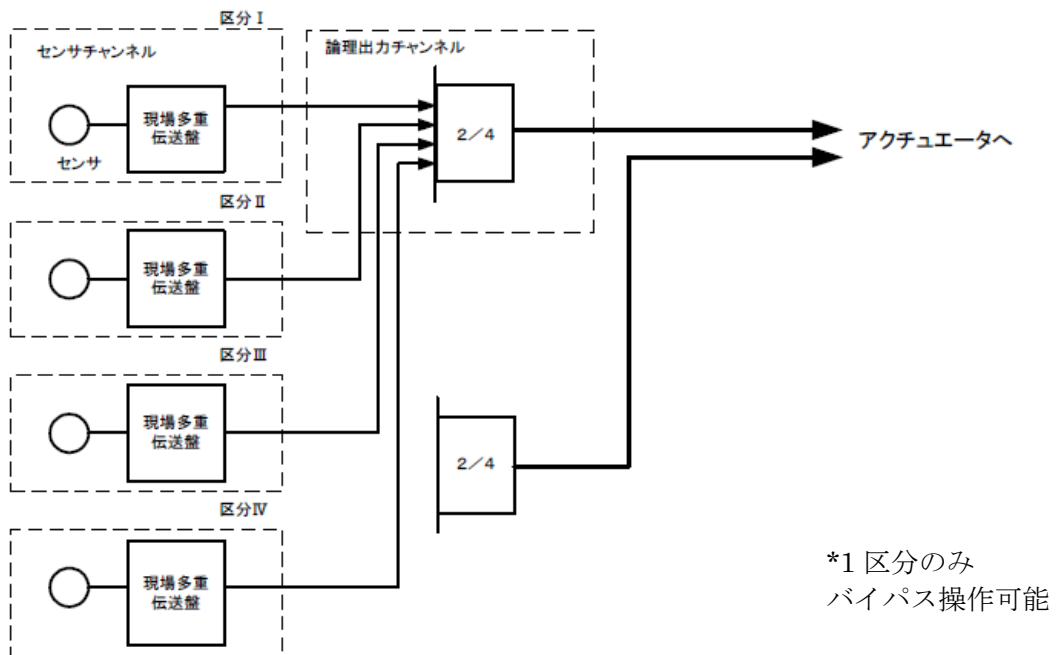 区分Ⅰ
センサチャンネル
現場多重
伝送盤
センサ
論理出力チャンネル
2／4
アクチュエータへ
区分Ⅱ
現場多重
伝送盤
区分Ⅲ
現場多重
伝送盤
2／4
区分Ⅳ
現場多重
伝送盤
*1 区分のみ
バイパス操作可能